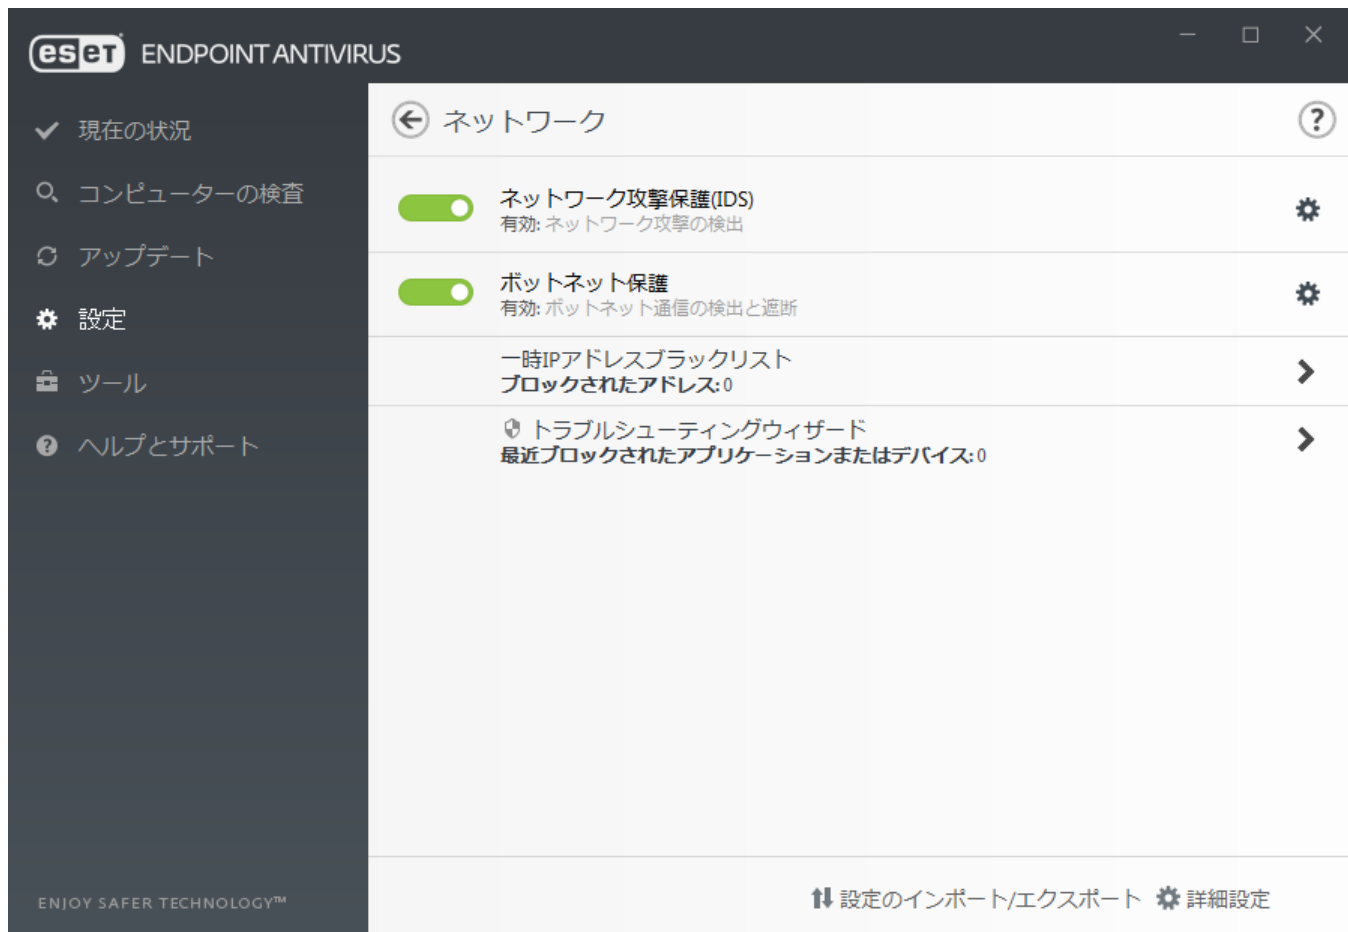 eset ENDPOINT ANTIVIRUS
現在の状況
コンピューターの検査
アップデート
設定
ツール
ヘルプとサポート
ENJOY SAFER TECHNOLOGY™
ネットワーク
ネットワーク攻撃保護(IDS)
有効: ネットワーク攻撃の検出
ボットネット保護
有効: ボットネット通信の検出と遮断
一時IPアドレスブラックリスト
ブロックされたアドレス: 0
トラブルシューティングウィザード
最近ブロックされたアプリケーションまたはデバイス: 0
設定のインポート/エクスポート 詳細設定